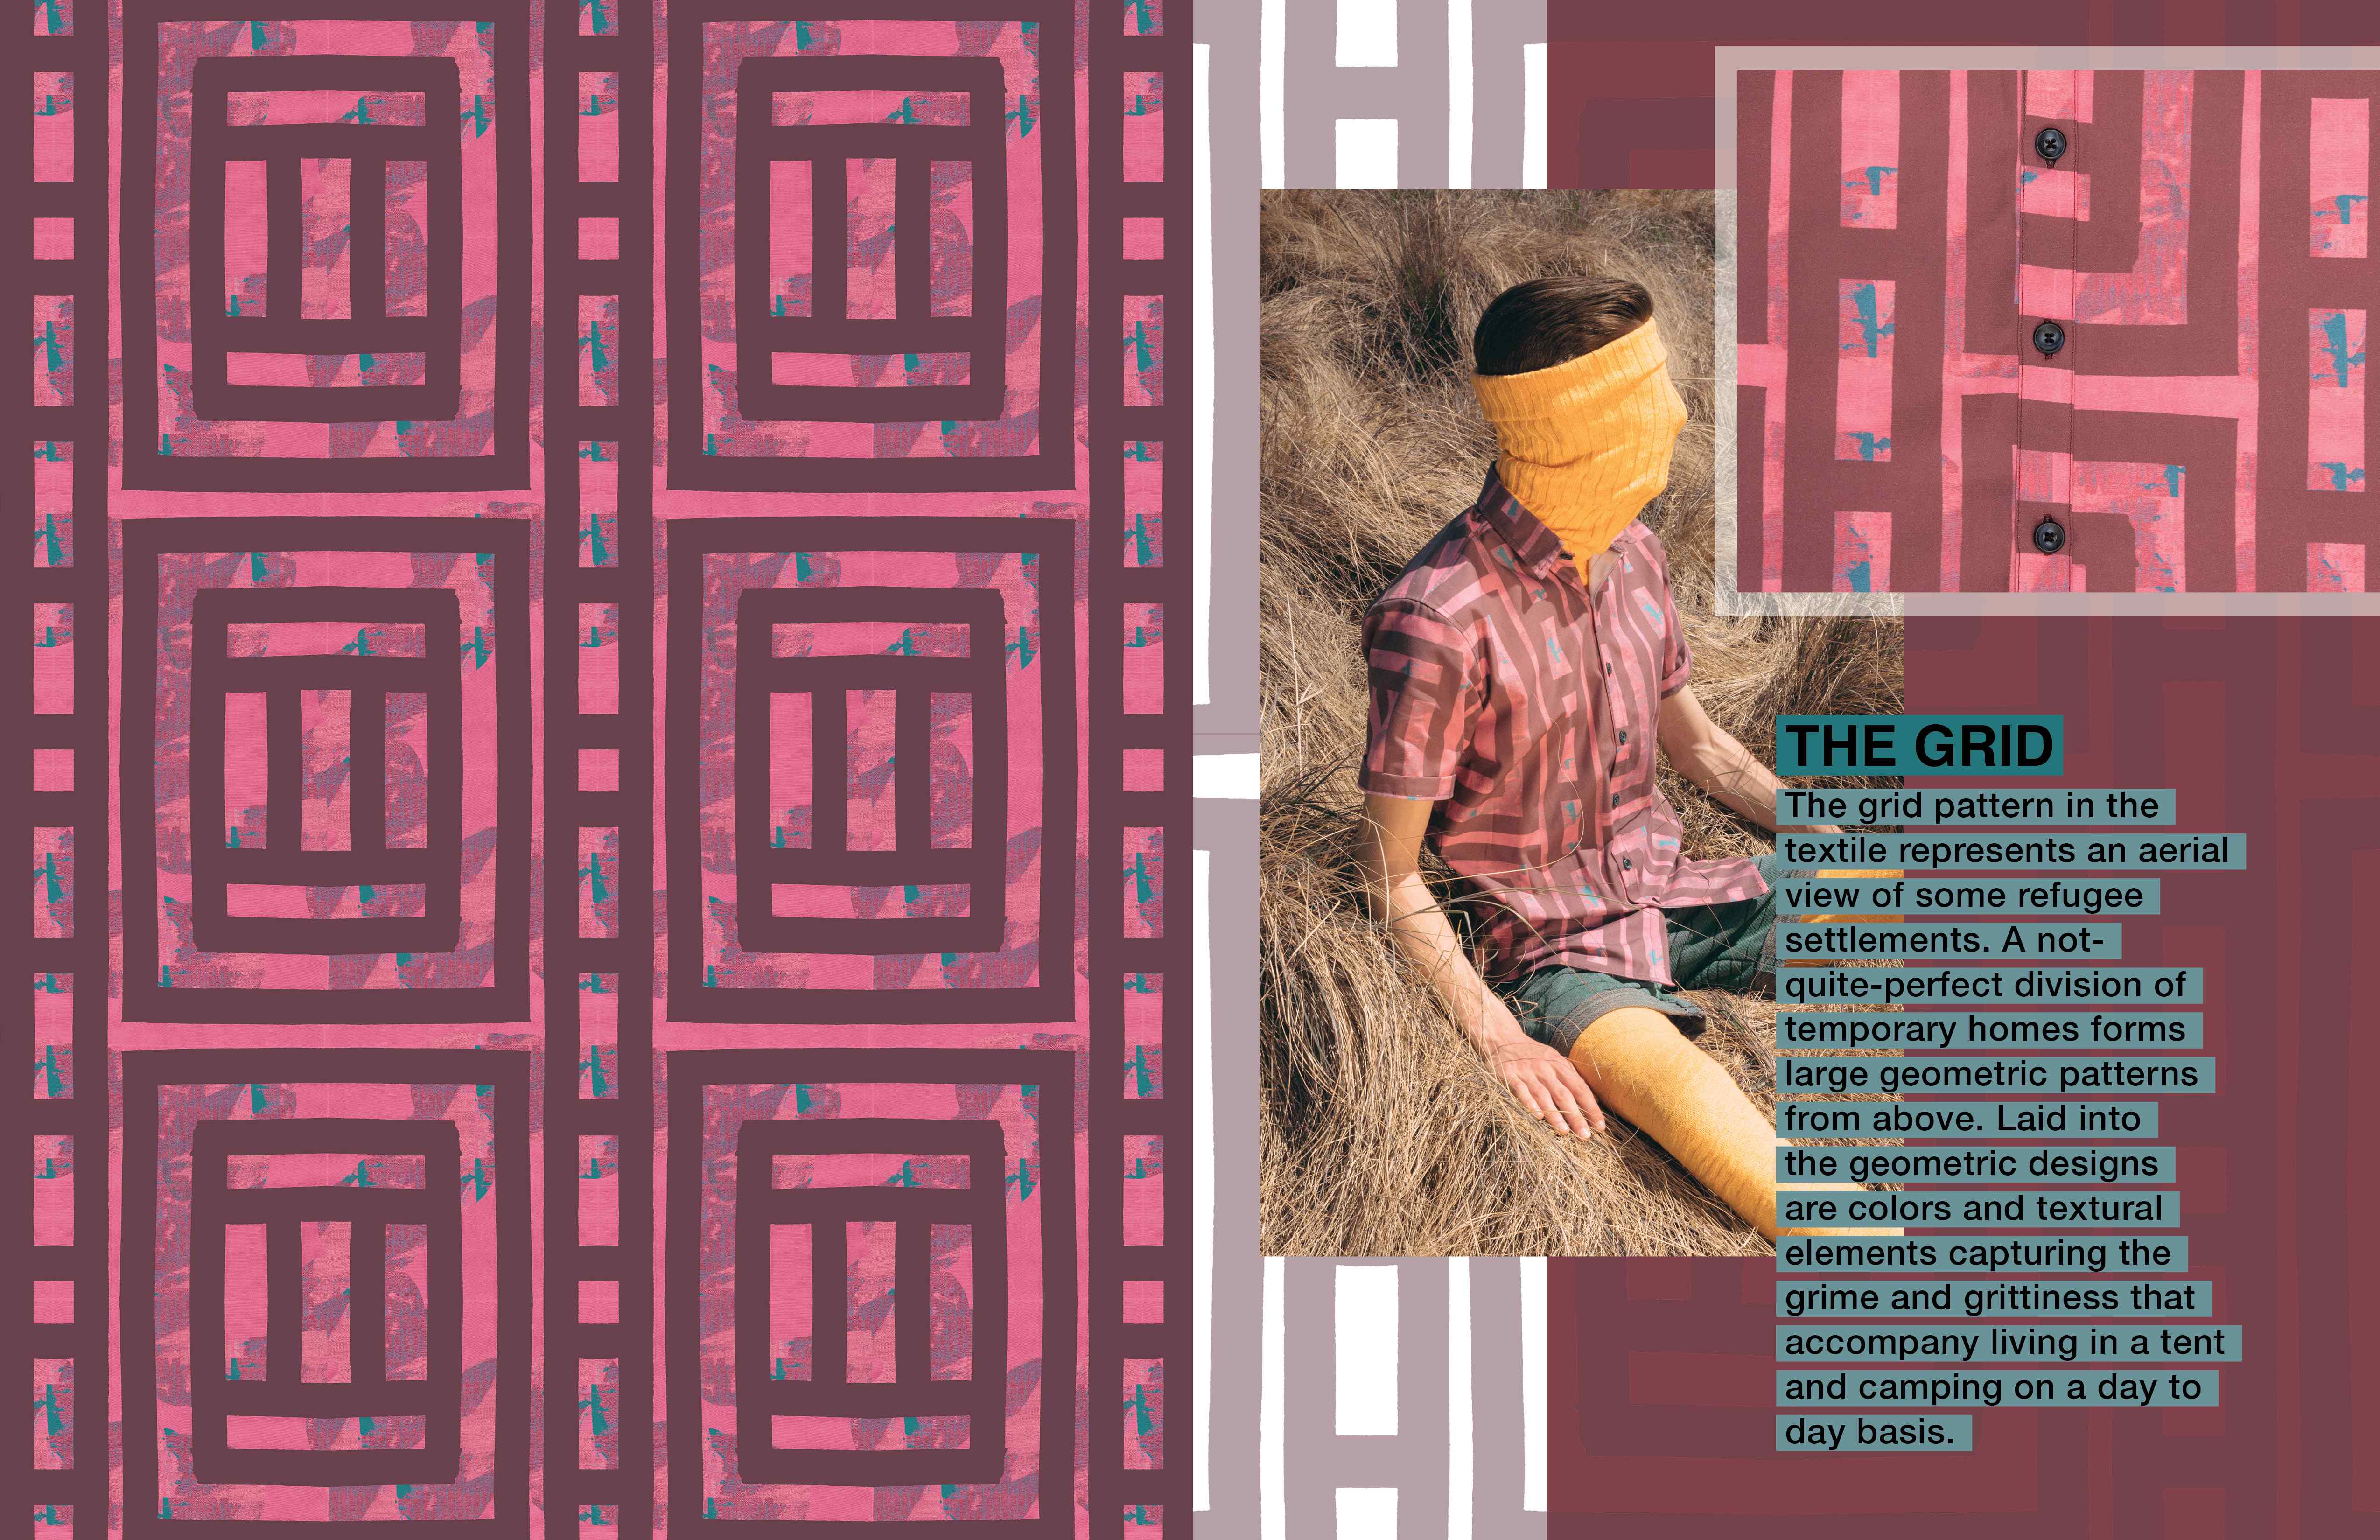 THE GRID
The grid pattern in the
textile represents an aerial
view of some refugee
settlements. A not-
quite-perfect division of
temporary homes forms
large geometric patterns
from above. Laid into
the geometric designs
are colors and textural
elements capturing the
grime and grittiness that
accompany living in a tent
and camping on a day to
day basis.